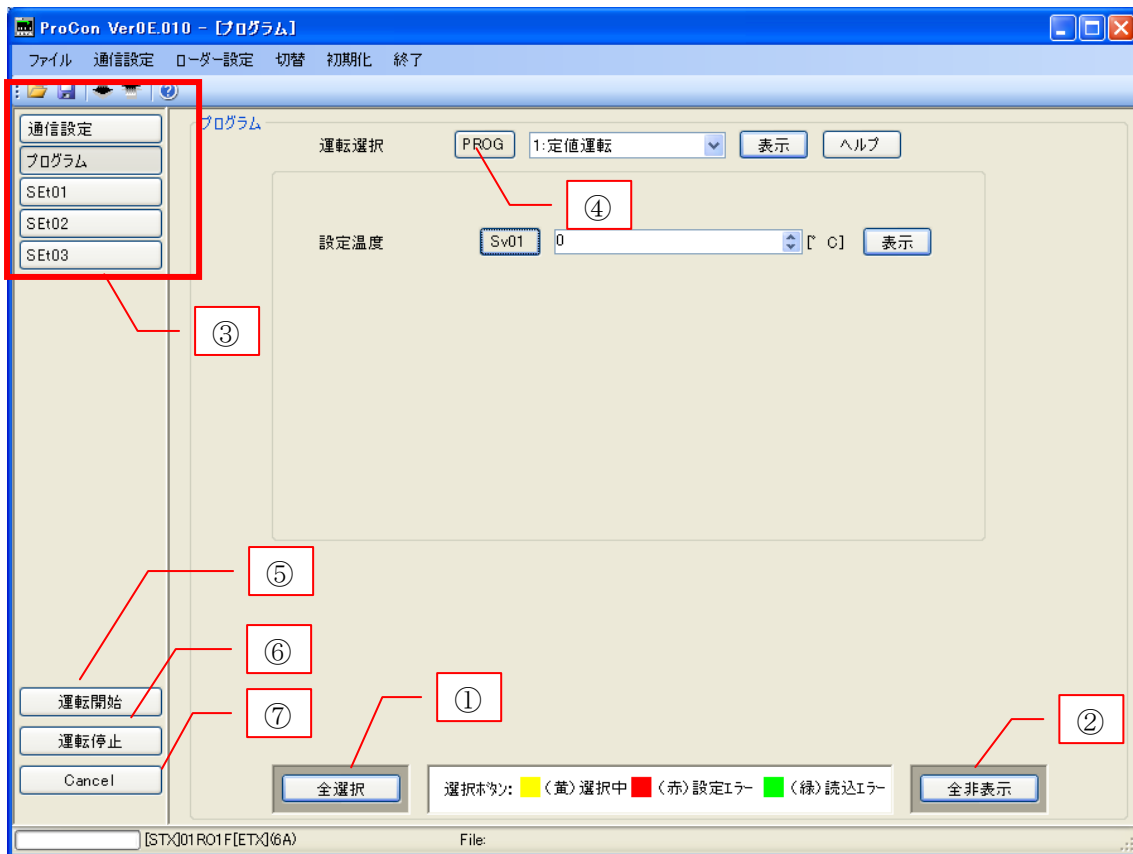 ProCon Ver0E.010 - [プログラム]
ファイル 通信設定 ローダー設定 切替 初期化 終了
通信設定
プログラム
SEt01
SEt02
SEt03
③
プログラム
運転選択 PROG 1:定値運転 表示 ヘルプ
④
設定温度 Sv01 0 [ﾟC] 表示
⑤
⑥
⑦
①
②
運転開始
運転停止
Cancel
全選択 選択ﾎﾞﾀﾝ: (黄)選択中 (赤)設定ｴﾗｰ (緑)読込ｴﾗｰ 全非表示
[STX]01RO1F[ETX](6A) File: